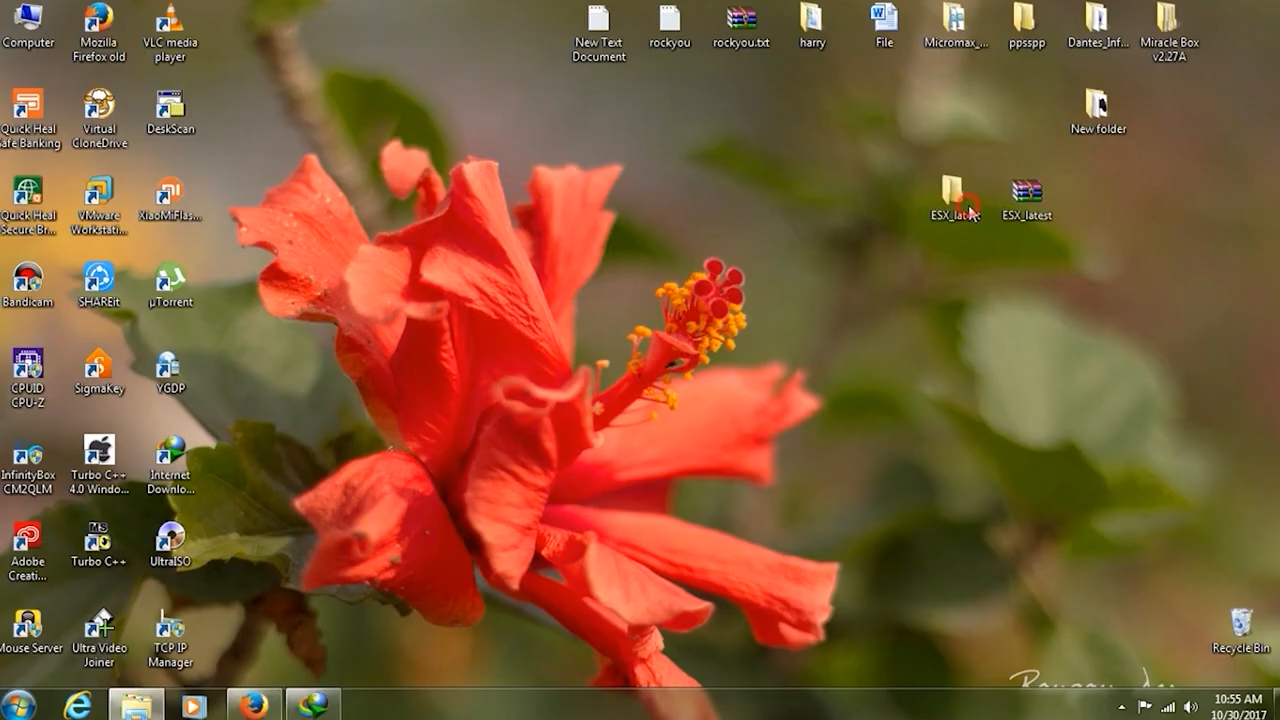 Computer
Mozilla
Firefox old
VLC media
player
New Text
Document
rockyou
rockyou.txt
harry
File
Micromax_...
ppsspp
Dantes_Inf...
Miracle Box
v2.27A
Quick Heal
Safe Banking
Virtual
CloneDrive
DeskScan
New folder
Quick Heal
Secure Br...
VMware
Workstati...
XiaoMiFlas...
ESX_latest
ESX_latest
Bandicam
SHAREit
µTorrent
CPUID
CPU-Z
SigmaKey
YGDP
InfinityBox
CM2QLM
Turbo C++
4.0 Windo...
Internet
Downlo...
Adobe
Creati...
Turbo C++
UltraISO
Mouse Server
Ultra Video
Joiner
TCP IP
Manager
Recycle Bin
10:55 AM
10/30/2017